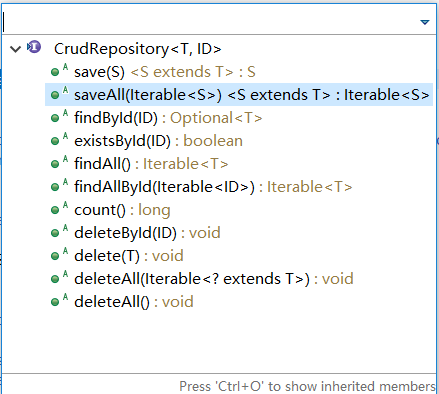 CrudRepository<T, ID>
A save(S) <S extends T> : S
A saveAll(Iterable<S>) <S extends T> : Iterable<S>
A findById(ID) : Optional<T>
A existsById(ID) : boolean
A findAll() : Iterable<T>
A findAllById(Iterable<ID>) : Iterable<T>
A count() : long
A deleteById(ID) : void
A delete(T) : void
A deleteAll(Iterable<? extends T>) : void
A deleteAll() : void
Press 'Ctrl+O' to show inherited members